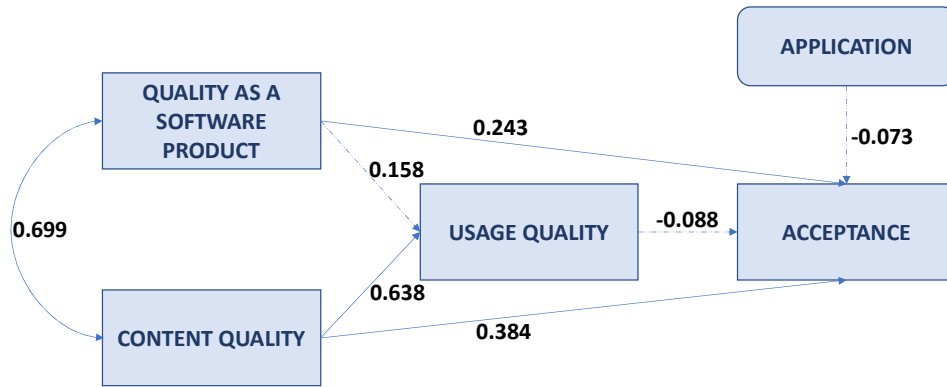 APPLICATION
QUALITY AS A
SOFTWARE
PRODUCT
0.243
-0.073
0.158
0.699
USAGE QUALITY
-0.088
ACCEPTANCE
0.638
CONTENT QUALITY
0.384